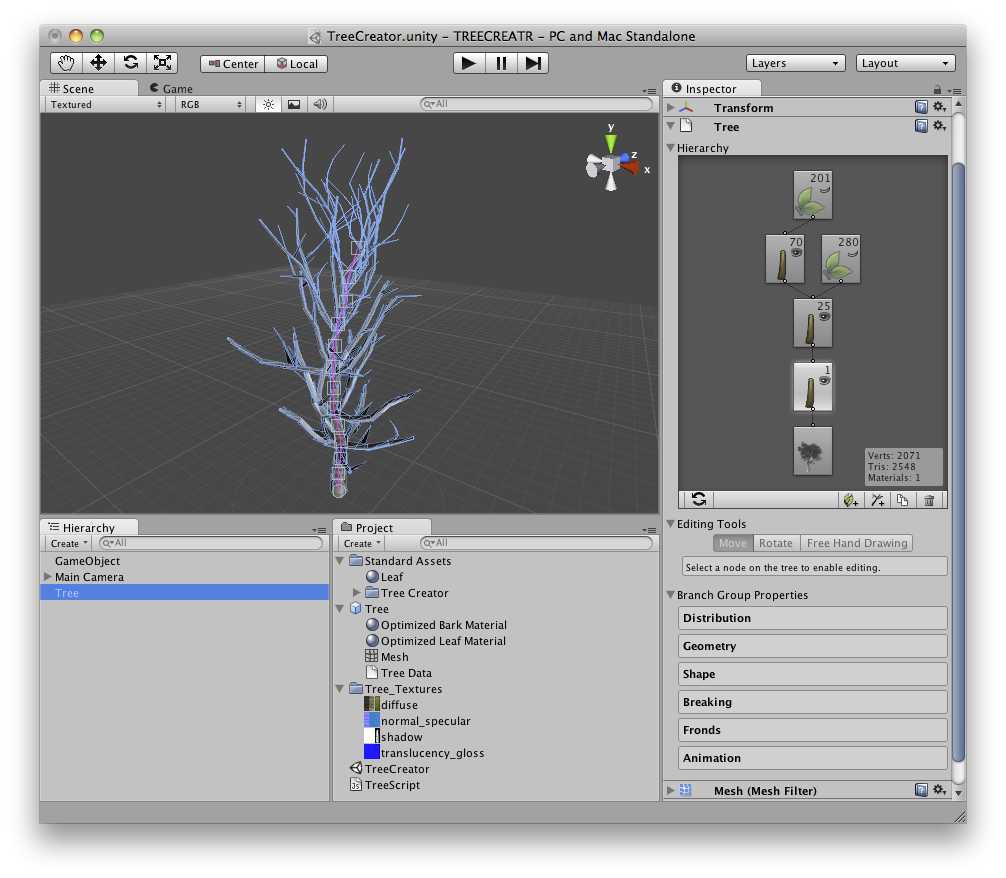 TreeCreator.unity – TREECREATR – PC and Mac Standalone
Center Local Layers Layout
Scene Game
Textured RGB All
y
z
x
Inspector
Transform
Tree
Hierarchy
201
70 280
25
1
Verts: 2071
Tris: 2548
Materials: 1
Editing Tools
Move Rotate Free Hand Drawing
Select a node on the tree to enable editing.
Branch Group Properties
Distribution
Geometry
Shape
Breaking
Fronds
Animation
Mesh (Mesh Filter)
Hierarchy
Create All
GameObject
Main Camera
Tree
Project
Create All
Standard Assets
Leaf
Tree Creator
Tree
Optimized Bark Material
Optimized Leaf Material
Mesh
Tree Data
Tree_Textures
diffuse
normal_specular
shadow
translucency_gloss
TreeCreator
JS TreeScript